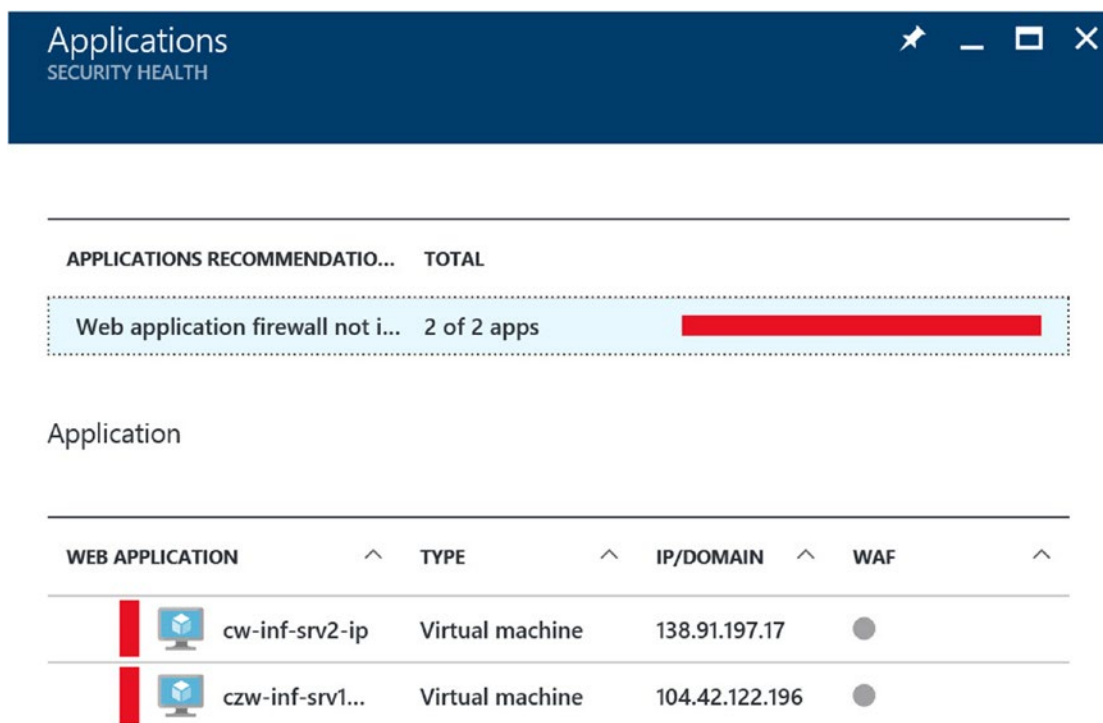 Applications
SECURITY HEALTH
APPLICATIONS RECOMMENDATIO... TOTAL
Web application firewall not i... 2 of 2 apps
Application
WEB APPLICATION TYPE IP/DOMAIN WAF
cw-inf-srv2-ip Virtual machine 138.91.197.17
czw-inf-srv1... Virtual machine 104.42.122.196